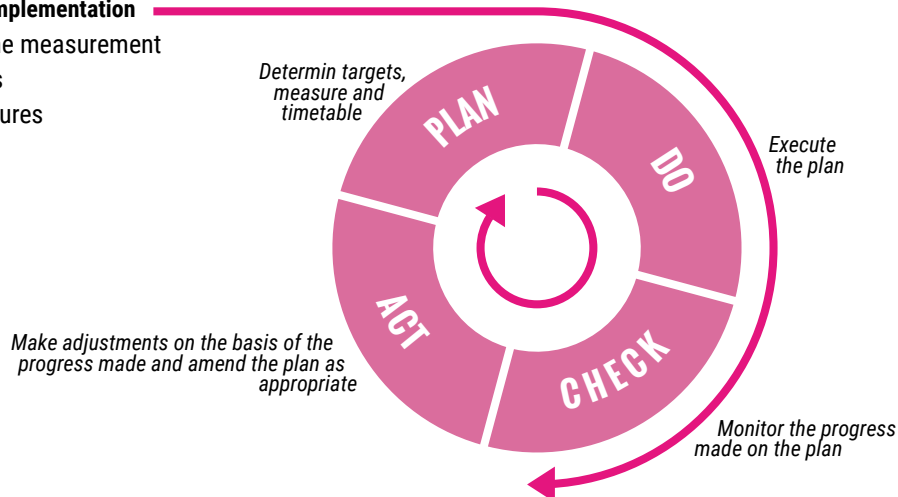 mplementation
e measurement
s
ures
Determin targets,
measure and
timetable
PLAN
DO
Execute
the plan
ACT
CHECK
Make adjustments on the basis of the
progress made and amend the plan as
appropriate
Monitor the progress
made on the plan